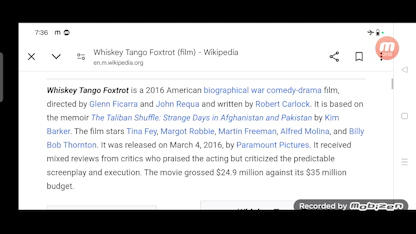 7:36 m
Whiskey Tango Foxtrot (film) - Wikipedia
en.m.wikipedia.org
Whiskey Tango Foxtrot is a 2016 American biographical war comedy-drama film,
directed by Glenn Ficarra and John Requa and written by Robert Carlock. It is based on
the memoir The Taliban Shuffle: Strange Days in Afghanistan and Pakistan by Kim
Barker. The film stars Tina Fey, Margot Robbie, Martin Freeman, Alfred Molina, and Billy
Bob Thornton. It was released on March 4, 2016, by Paramount Pictures. It received
mixed reviews from critics who praised the acting but criticized the predictable
screenplay and execution. The movie grossed $24.9 million against its $35 million
budget.
Recorded by Mobizen